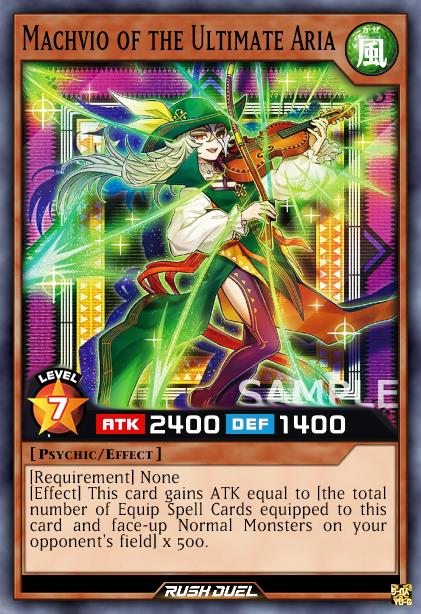 MACHVIO OF THE ULTIMATE ARIA
かぜ
風
SAMPLE
LEVEL
7
ATK 2400 DEF 1400
[PSYCHIC/EFFECT]
[Requirement] None
[Effect] This card gains ATK equal to [the total
number of Equip Spell Cards equipped to this
card and face-up Normal Monsters on your
opponent's field] x 500.
RUSH DUEL